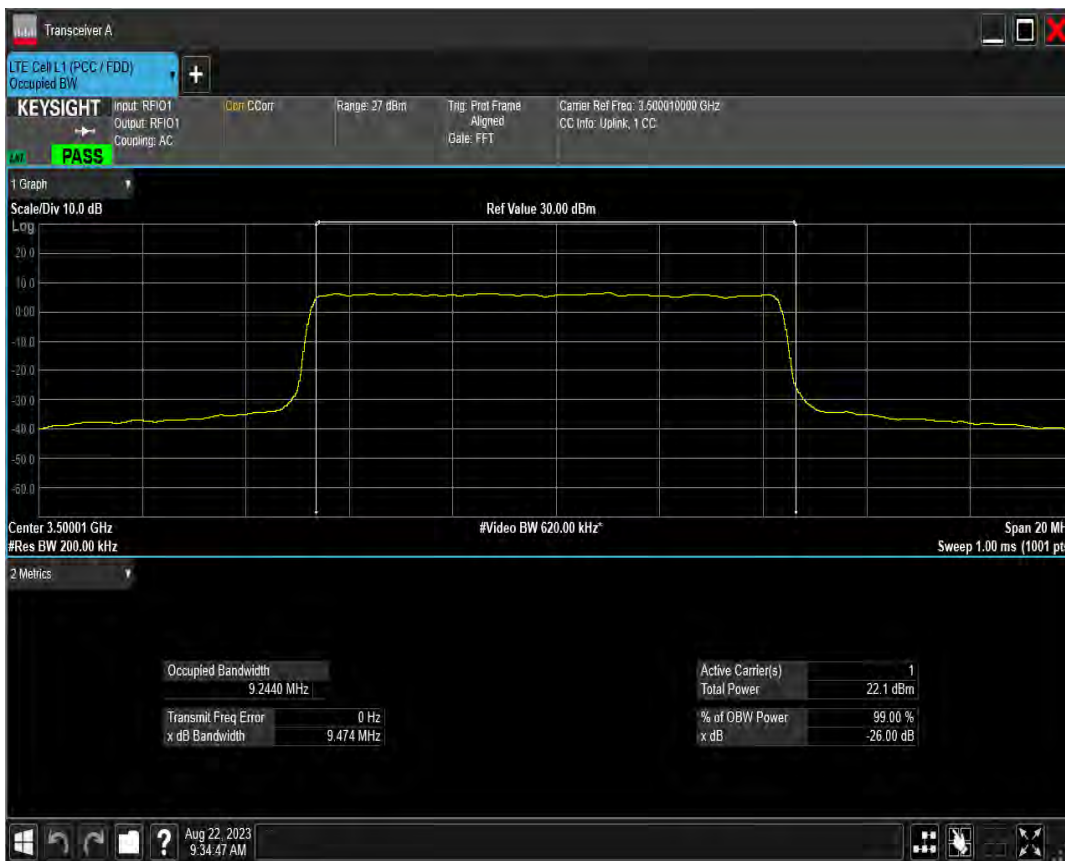 Transceiver A
LTE Cell L1 (PCC / FDD)
Occupied BW
+
KEYSIGHT
Input: RFIO1
Output: RFIO1
Coupling: AC
Corr CCorr
Range: 27 dBm
Trig: Prot Frame
Aligned
Gate: FFT
Carrier Ref Freq: 3.500010000 GHz
CC Info: Uplink, 1 CC
PASS
1 Graph
Scale/Div 10.0 dB
Ref Value 30.00 dBm
Log
20.0
10.0
0.00
-10.0
-20.0
-30.0
-40.0
-50.0
-60.0
Center 3.50001 GHz
#Video BW 620.00 kHz*
Span 20 MH
#Res BW 200.00 kHz
Sweep 1.00 ms (1001 pts
2 Metrics
Occupied Bandwidth
9.2440 MHz
Transmit Freq Error 0 Hz
x dB Bandwidth 9.474 MHz
Active Carrier(s) 1
Total Power 22.1 dBm
% of OBW Power 99.00 %
x dB -26.00 dB
?
Aug 22, 2023
9:34:47 AM